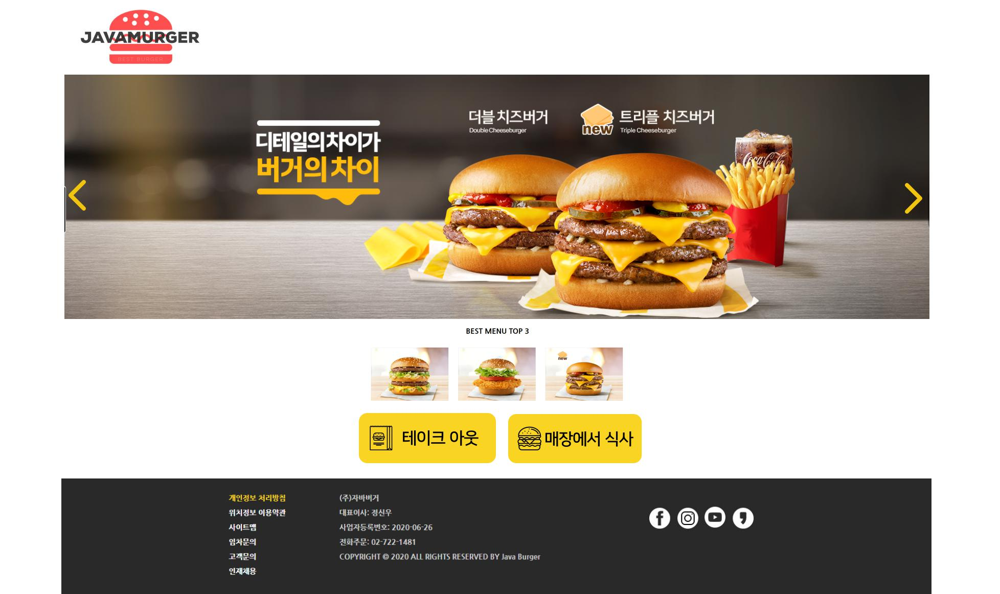 JAVAMURGER
BEST BURGER
더블 치즈버거
Double Cheeseburger
new
트리플 치즈버거
Triple Cheeseburger
디테일의 차이가
버거의 차이
Coca-Cola
BEST MENU TOP 3
new
테이크 아웃
매장에서 식사
개인정보 처리방침
위치정보 이용약관
사이트맵
임차문의
고객문의
인재채용
(주)자바버거
대표이사: 정신우
사업자등록번호: 2020-06-26
전화주문: 02-722-1481
COPYRIGHT © 2020 ALL RIGHTS RESERVED BY Java Burger